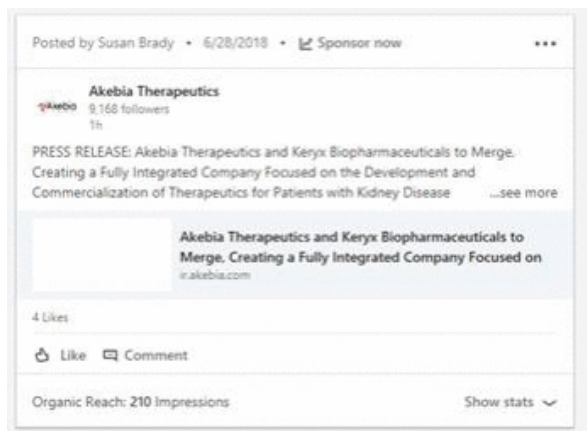 Posted by Susan Brady • 6/28/2018 • Sponsor now
Akebia Therapeutics
Akebia
9,168 followers
1h
PRESS RELEASE: Akebia Therapeutics and Keryx Biopharmaceuticals to Merge,
Creating a Fully Integrated Company Focused on the Development and
Commercialization of Therapeutics for Patients with Kidney Disease ...see more
Akebia Therapeutics and Keryx Biopharmaceuticals to
Merge, Creating a Fully Integrated Company Focused on
ir.akebia.com
4 Likes
Like Comment
Organic Reach: 210 Impressions Show stats